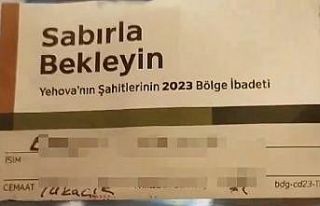 Sabırla
Bekleyin
Yehova'nın Şahitlerinin 2023 Bölge İbadeti
İSİM
CEMAAT
bdg-cd23-T